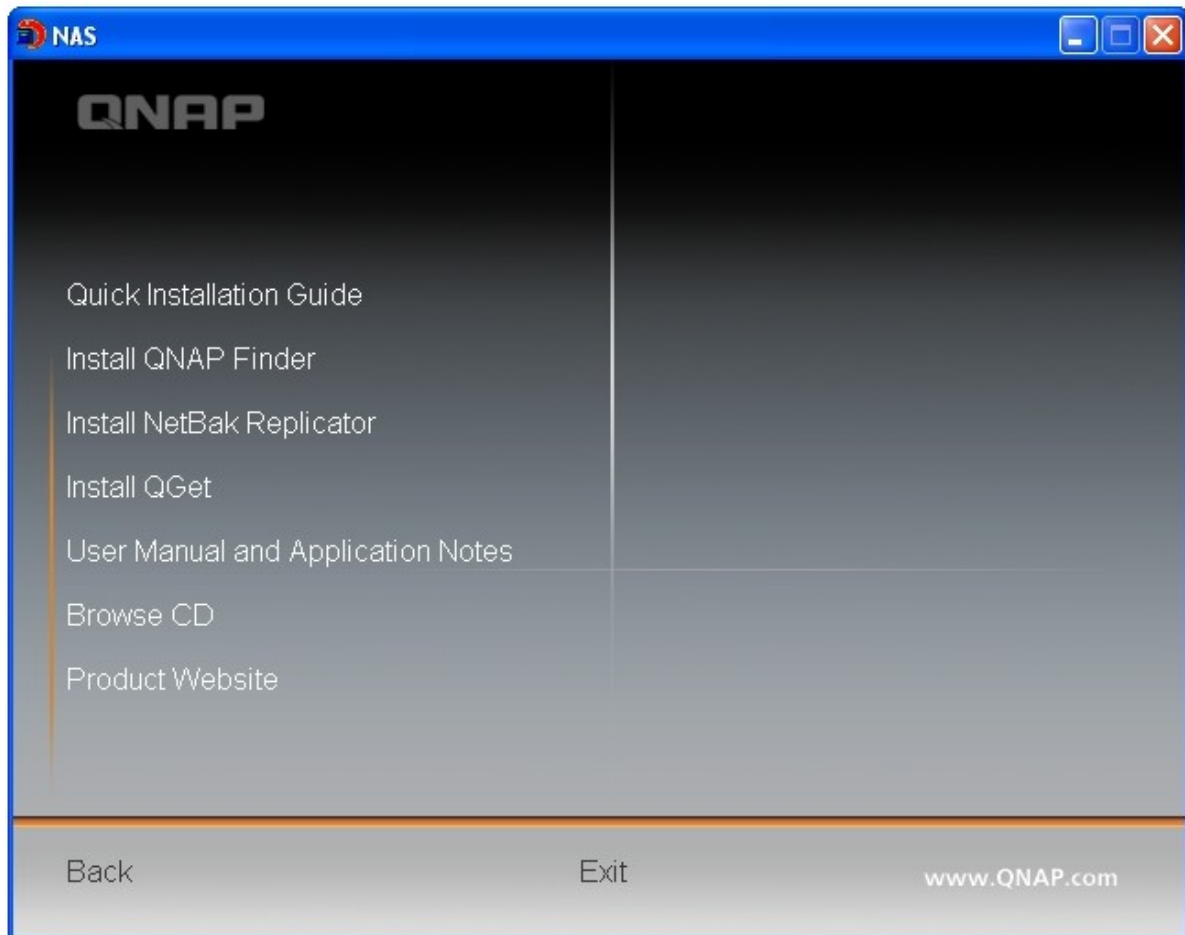 NAS
QNAP
Quick Installation Guide
Install QNAP Finder
Install NetBak Replicator
Install QGet
User Manual and Application Notes
Browse CD
Product Website
Back
Exit
www.QNAP.com